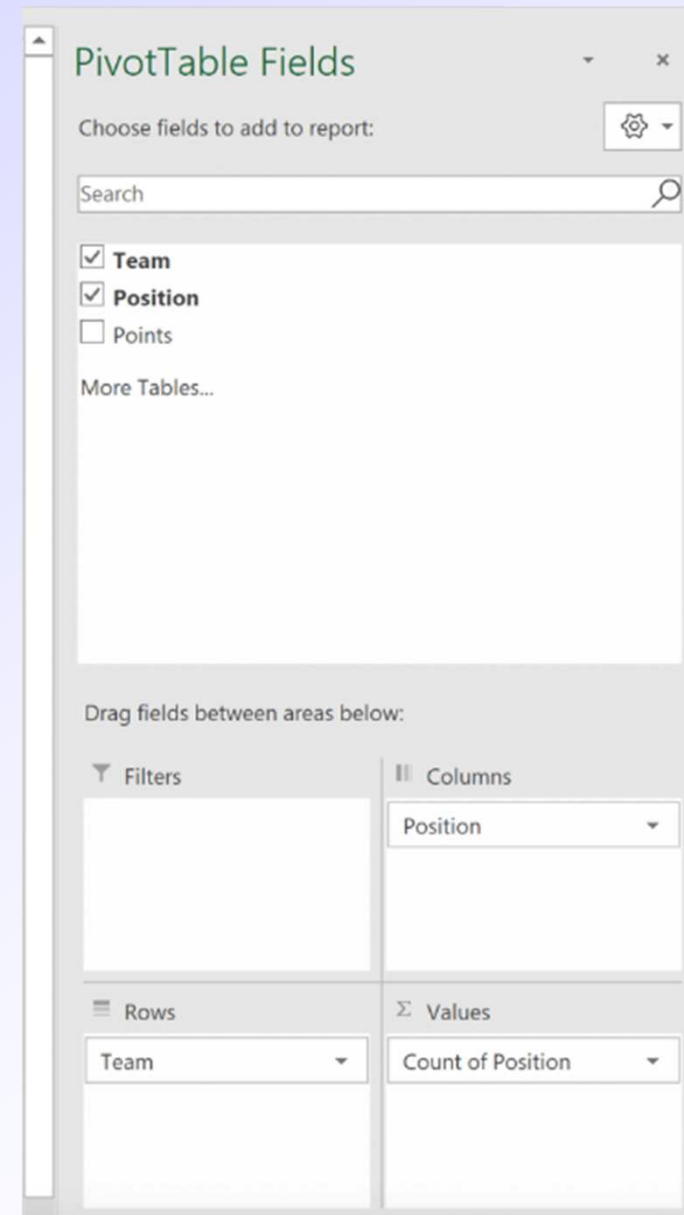 PivotTable Fields
Choose fields to add to report:
Search
Team
Position
Points
More Tables...
Drag fields between areas below:
Filters
Columns
Position
Rows
Σ Values
Team
Count of Position